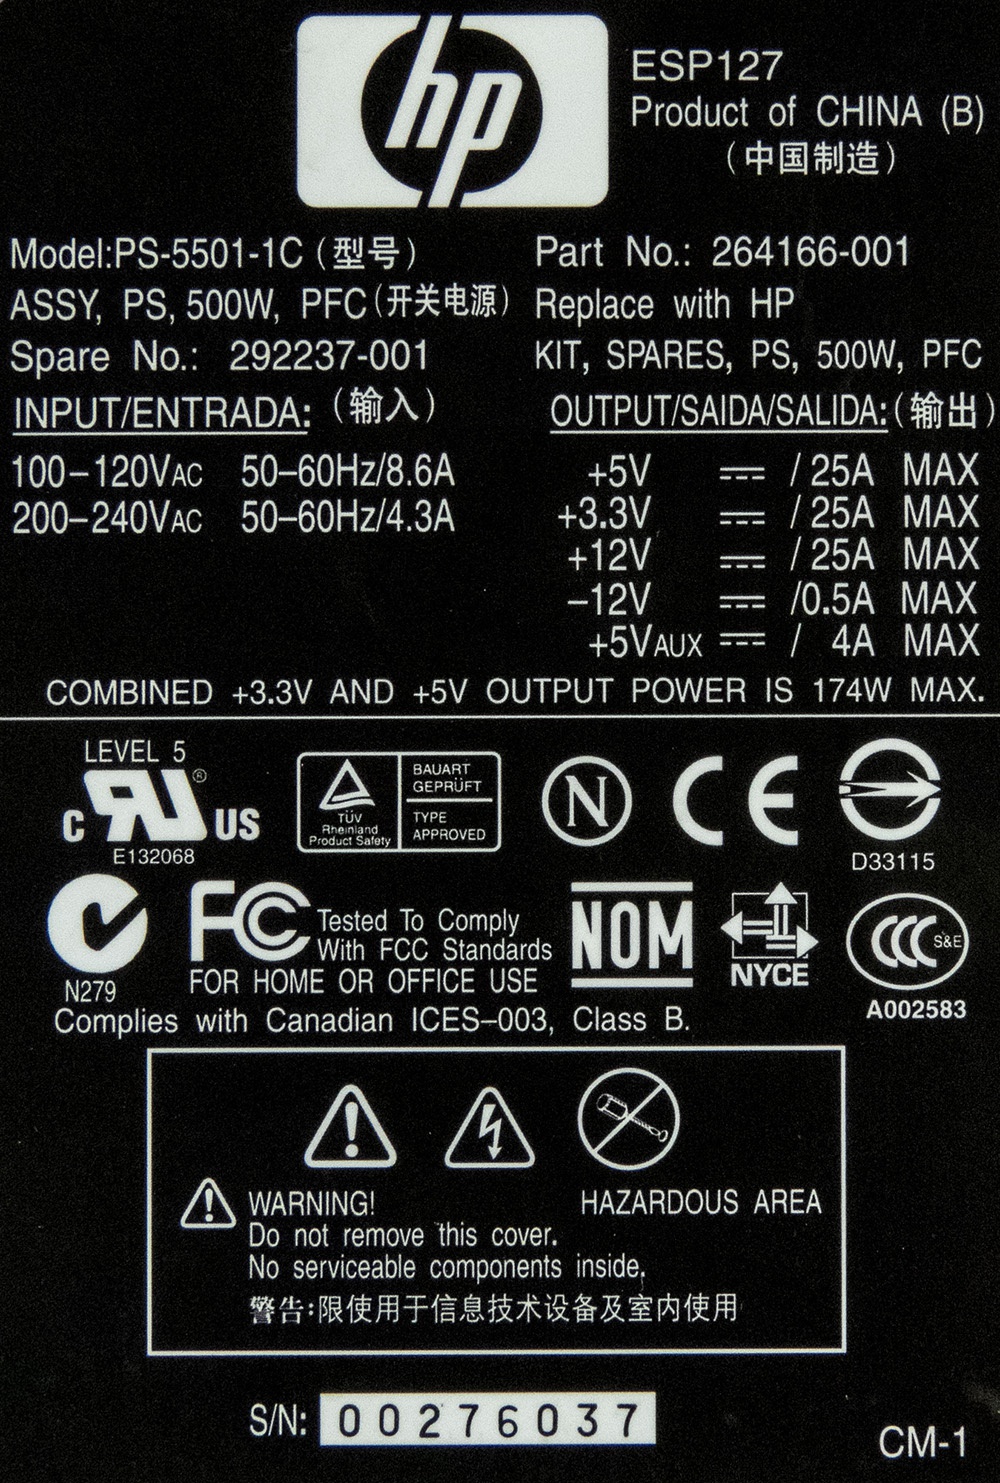 hp
ESP127
Product of CHINA (B)
(中国制造)
Model:PS-5501-1C (型号)
Part No.: 264166-001
ASSY, PS, 500W, PFC(开关电源)
Replace with HP
Spare No.: 292237-001
KIT, SPARES, PS, 500W, PFC
INPUT/ENTRADA: (输入)
OUTPUT/SAIDA/SALIDA:(输出)
100-120VAC 50-60Hz/8.6A
200-240VAC 50-60Hz/4.3A
+5V ⎓ / 25A MAX
+3.3V ⎓ / 25A MAX
+12V ⎓ / 25A MAX
-12V ⎓ /0.5A MAX
+5VAUX ⎓ / 4A MAX
COMBINED +3.3V AND +5V OUTPUT POWER IS 174W MAX.
LEVEL 5
C RU® US
E132068
TÜV
Rheinland
Product Safety
BAUART
GEPRÜFT
TYPE
APPROVED
N
CE
D33115
N279
FC Tested To Comply
With FCC Standards
FOR HOME OR OFFICE USE
NOM
NYCE
CCC S&E
A002583
Complies with Canadian ICES-003, Class B.
WARNING!
HAZARDOUS AREA
Do not remove this cover.
No serviceable components inside.
警告:限使用于信息技术设备及室内使用
S/N: 00276037
CM-1